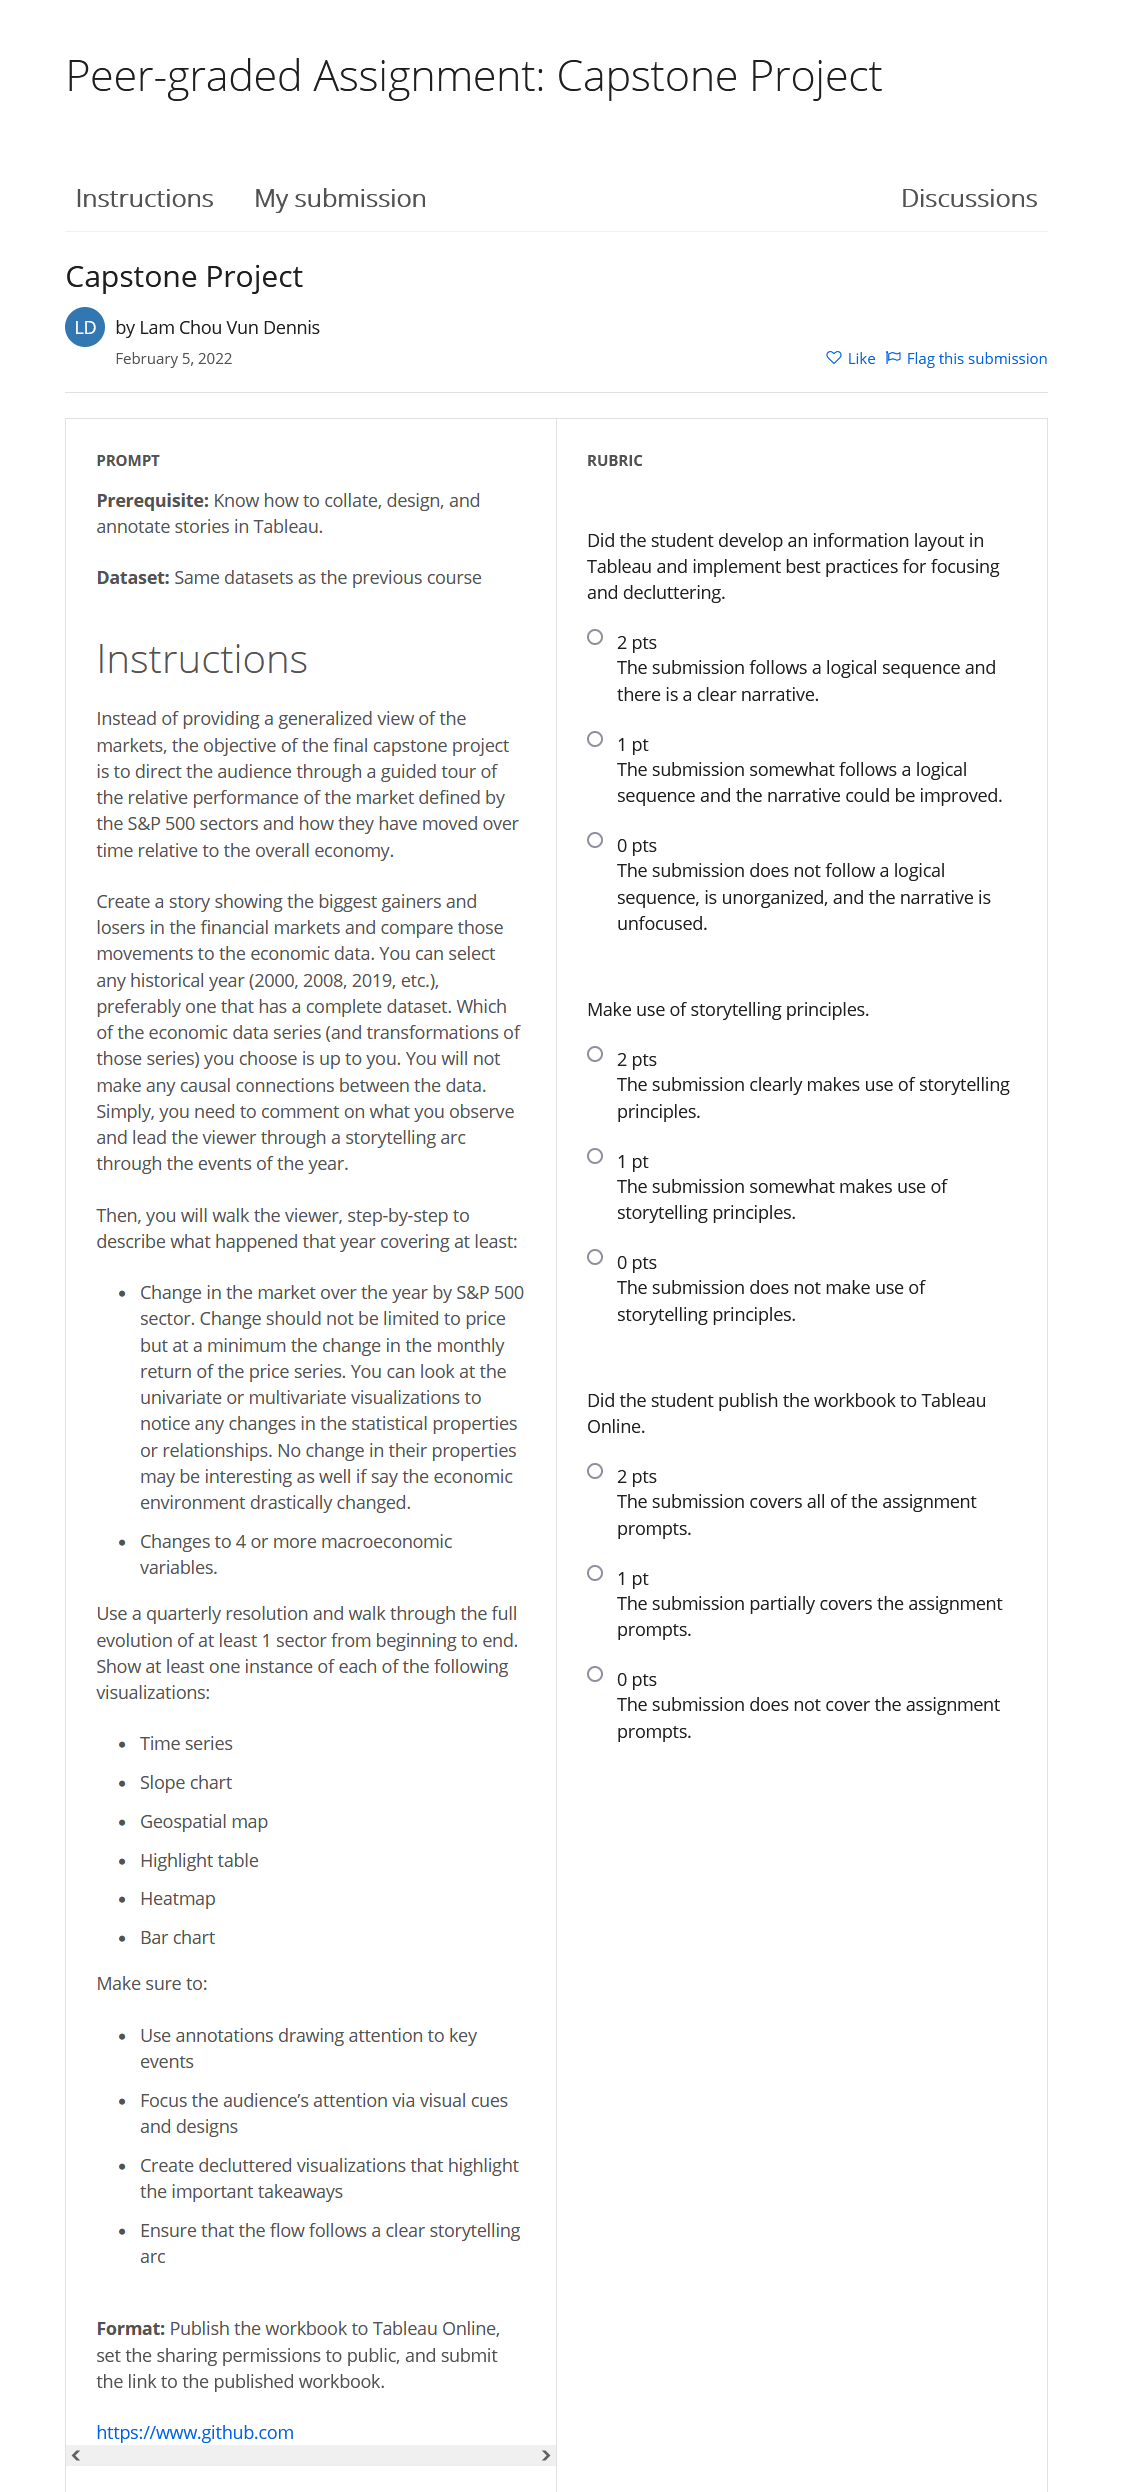 Peer-graded Assignment: Capstone Project
Instructions
My submission
Discussions
Capstone Project
LD
by Lam Chou Vun Dennis
February 5, 2022
Like
Flag this submission
PROMPT
Prerequisite: Know how to collate, design, and
annotate stories in Tableau.
Dataset: Same datasets as the previous course
Instructions
Instead of providing a generalized view of the
markets, the objective of the final capstone project
is to direct the audience through a guided tour of
the relative performance of the market defined by
the S&P 500 sectors and how they have moved over
time relative to the overall economy.
Create a story showing the biggest gainers and
losers in the financial markets and compare those
movements to the economic data. You can select
any historical year (2000, 2008, 2019, etc.),
preferably one that has a complete dataset. Which
of the economic data series (and transformations of
those series) you choose is up to you. You will not
make any causal connections between the data.
Simply, you need to comment on what you observe
and lead the viewer through a storytelling arc
through the events of the year.
Then, you will walk the viewer, step-by-step to
describe what happened that year covering at least:
• Change in the market over the year by S&P 500
sector. Change should not be limited to price
but at a minimum the change in the monthly
return of the price series. You can look at the
univariate or multivariate visualizations to
notice any changes in the statistical properties
or relationships. No change in their properties
may be interesting as well if say the economic
environment drastically changed.
• Changes to 4 or more macroeconomic
variables.
Use a quarterly resolution and walk through the full
evolution of at least 1 sector from beginning to end.
Show at least one instance of each of the following
visualizations:
• Time series
• Slope chart
• Geospatial map
• Highlight table
• Heatmap
• Bar chart
Make sure to:
• Use annotations drawing attention to key
events
• Focus the audience's attention via visual cues
and designs
• Create decluttered visualizations that highlight
the important takeaways
• Ensure that the flow follows a clear storytelling
arc
Format: Publish the workbook to Tableau Online,
set the sharing permissions to public, and submit
the link to the published workbook.
https://www.github.com
RUBRIC
Did the student develop an information layout in
Tableau and implement best practices for focusing
and decluttering.
2 pts
The submission follows a logical sequence and
there is a clear narrative.
1 pt
The submission somewhat follows a logical
sequence and the narrative could be improved.
0 pts
The submission does not follow a logical
sequence, is unorganized, and the narrative is
unfocused.
Make use of storytelling principles.
2 pts
The submission clearly makes use of storytelling
principles.
1 pt
The submission somewhat makes use of
storytelling principles.
0 pts
The submission does not make use of
storytelling principles.
Did the student publish the workbook to Tableau
Online.
2 pts
The submission covers all of the assignment
prompts.
1 pt
The submission partially covers the assignment
prompts.
0 pts
The submission does not cover the assignment
prompts.